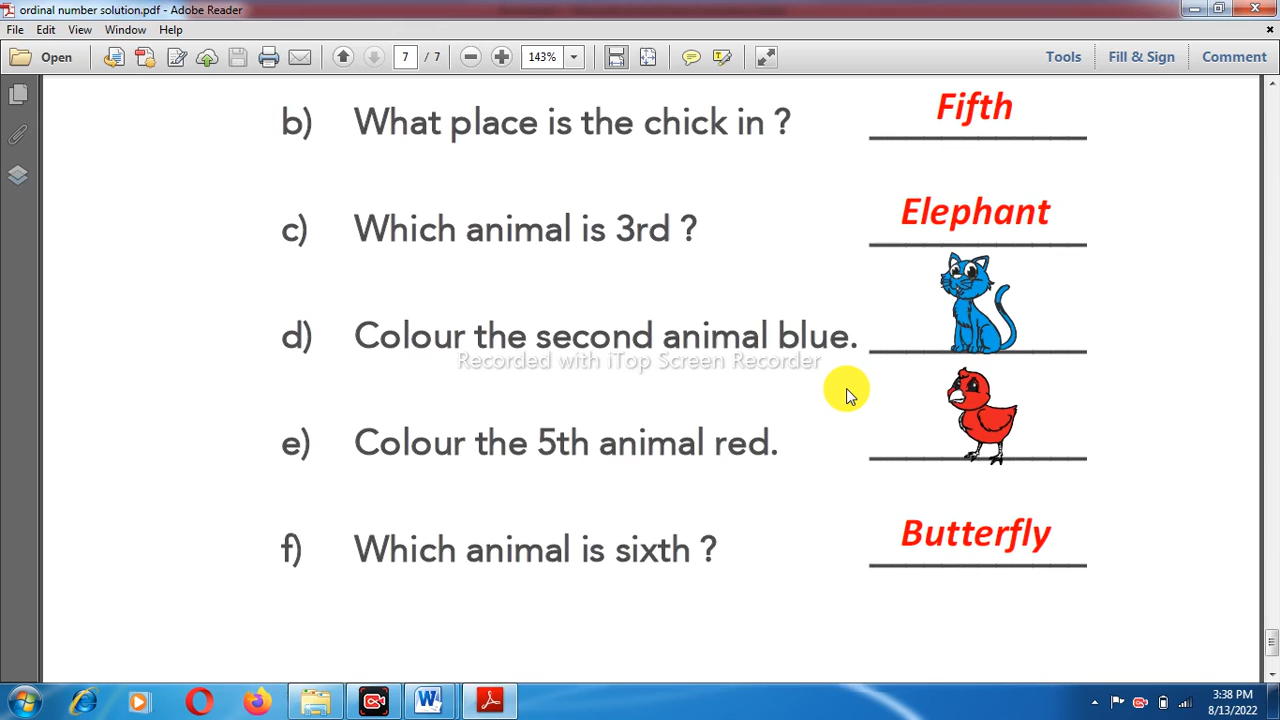 ordinal number solution.pdf - Adobe Reader
File Edit View Window Help
Open 7 / 7 143% Tools Fill & Sign Comment
b) What place is the chick in ? Fifth
c) Which animal is 3rd ? Elephant
d) Colour the second animal blue.
Recorded with iTop Screen Recorder
e) Colour the 5th animal red.
f) Which animal is sixth ? Butterfly
3:38 PM
8/13/2022